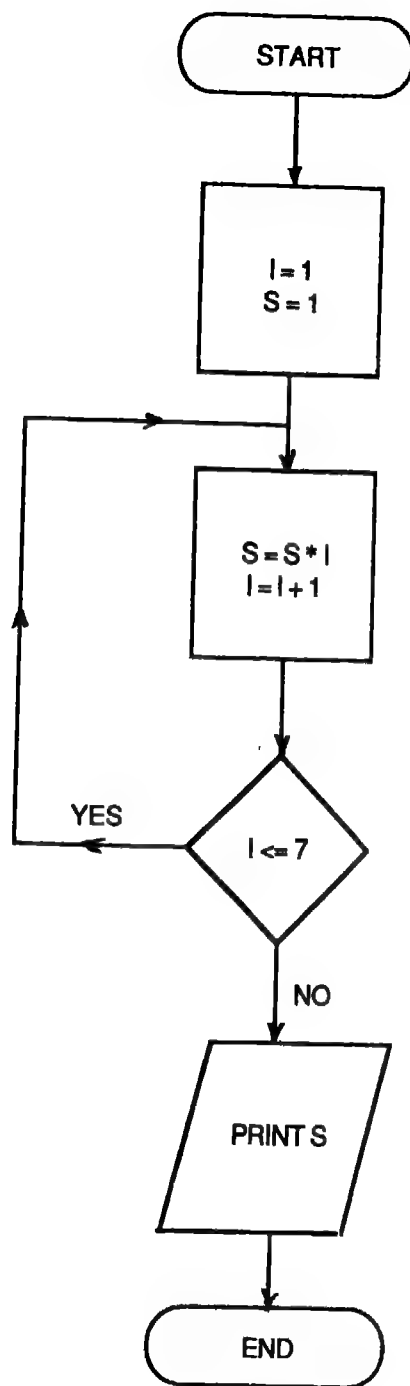 START
I = 1
S = 1
S = S * I
I = I + 1
YES
I <= 7
NO
PRINT S
END